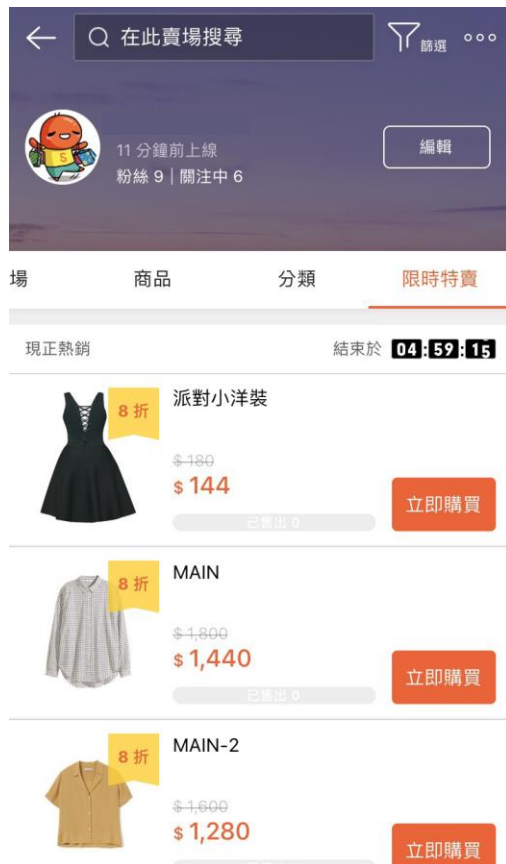 在此賣場搜尋
篩選
S
11 分鐘前上線
粉絲 9 | 關注中 6
編輯
場 商品 分類 限時特賣
現正熱銷 結束於 04:59:15
8 折
派對小洋裝
$ 180
$ 144
立即購買
已售出 0
8 折
MAIN
$ 1,800
$ 1,440
立即購買
已售出 0
8 折
MAIN-2
$ 1,600
$ 1,280
立即購買